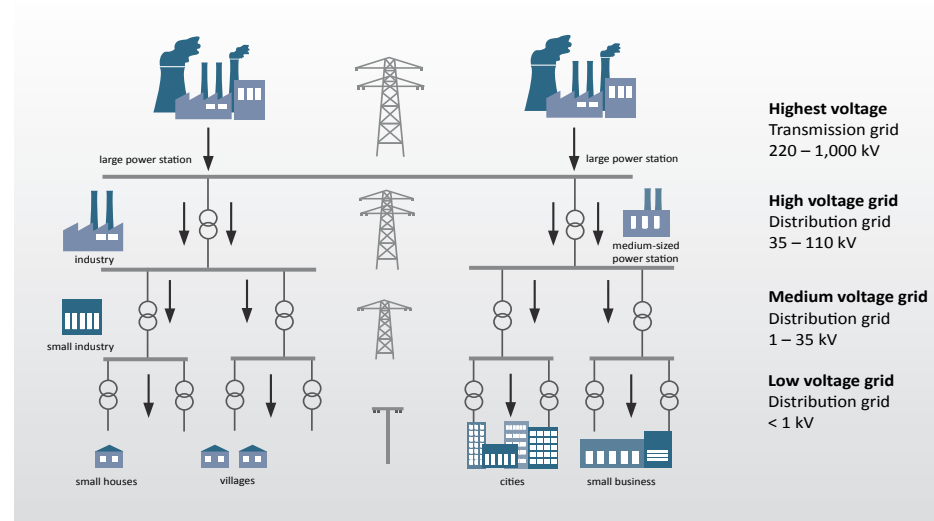 Highest voltage
Transmission grid
220 – 1,000 kV
large power station
large power station
High voltage grid
Distribution grid
35 – 110 kV
industry
medium-sized
power station
Medium voltage grid
Distribution grid
1 – 35 kV
small industry
Low voltage grid
Distribution grid
< 1 kV
small houses
villages
cities
small business